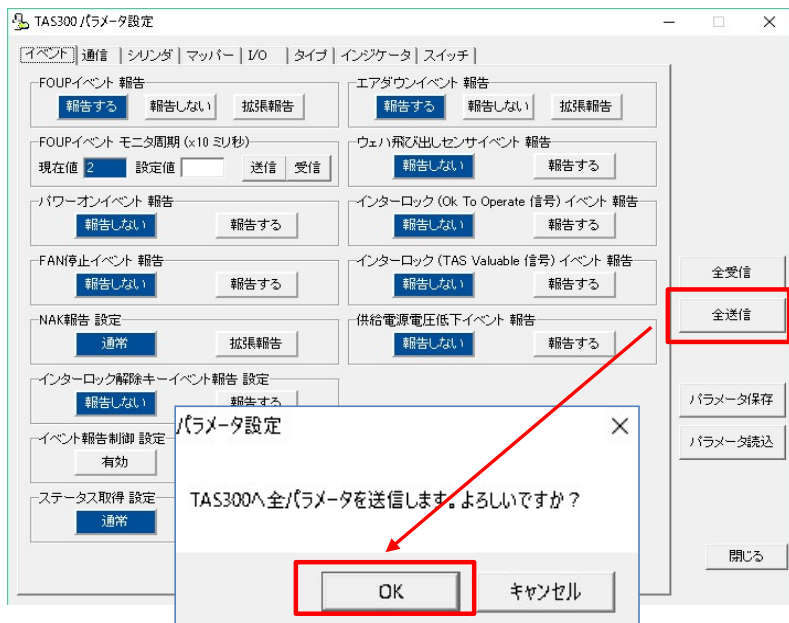 TAS300 パラメータ設定
イベント 通信 シリンダ マッパー I/O タイプ インジケータ スイッチ
FOUPイベント 報告
報告する 報告しない 拡張報告
FOUPイベント モニタ周期 (×10 ミリ秒)
現在値 2 設定値 送信 受信
パワーオンイベント 報告
報告しない 報告する
FAN停止イベント 報告
報告しない 報告する
NAK報告 設定
通常 拡張報告
インターロック解除キーイベント報告 設定
報告しない 報告する
イベント報告制御 設定
有効
ステータス取得 設定
通常
エアダウンイベント 報告
報告する 報告しない 拡張報告
ウェハ飛び出しセンサイベント 報告
報告しない 報告する
インターロック (Ok To Operate 信号) イベント 報告
報告しない 報告する
インターロック (TAS Valuable 信号) イベント 報告
報告しない 報告する
供給電源電圧低下イベント 報告
報告しない 報告する
全受信
全送信
パラメータ保存
パラメータ読込
閉じる
パラメータ設定
TAS300へ全パラメータを送信します。よろしいですか？
OK キャンセル